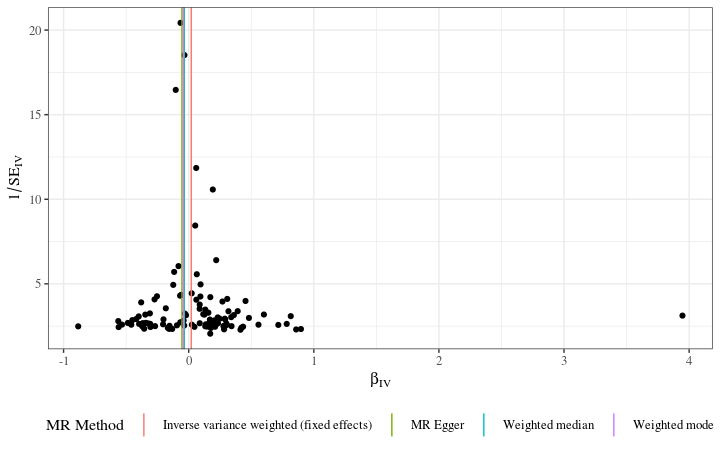 1/SE_IV
20
15
10
5
-1 0 1 2 3 4
β_IV
MR Method Inverse variance weighted (fixed effects) MR Egger Weighted median Weighted mode